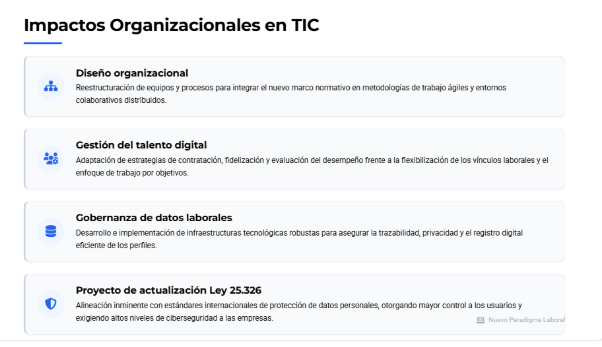 Impactos Organizacionales en TIC
Diseño organizacional
Reestructuración de equipos y procesos para integrar el nuevo marco normativo en metodologías de trabajo ágiles y entornos
colaborativos distribuidos.
Gestión del talento digital
Adaptación de estrategias de contratación, fidelización y evaluación del desempeño frente a la flexibilización de los vínculos laborales y el
enfoque de trabajo por objetivos.
Gobernanza de datos laborales
Desarrollo e implementación de infraestructuras tecnológicas robustas para asegurar la trazabilidad, privacidad y el registro digital
eficiente de los perfiles.
Proyecto de actualización Ley 25.326
Alineación inminente con estándares internacionales de protección de datos personales, otorgando mayor control a los usuarios y
exigiendo altos niveles de ciberseguridad a las empresas.
Nuevo Paradigma Laboral